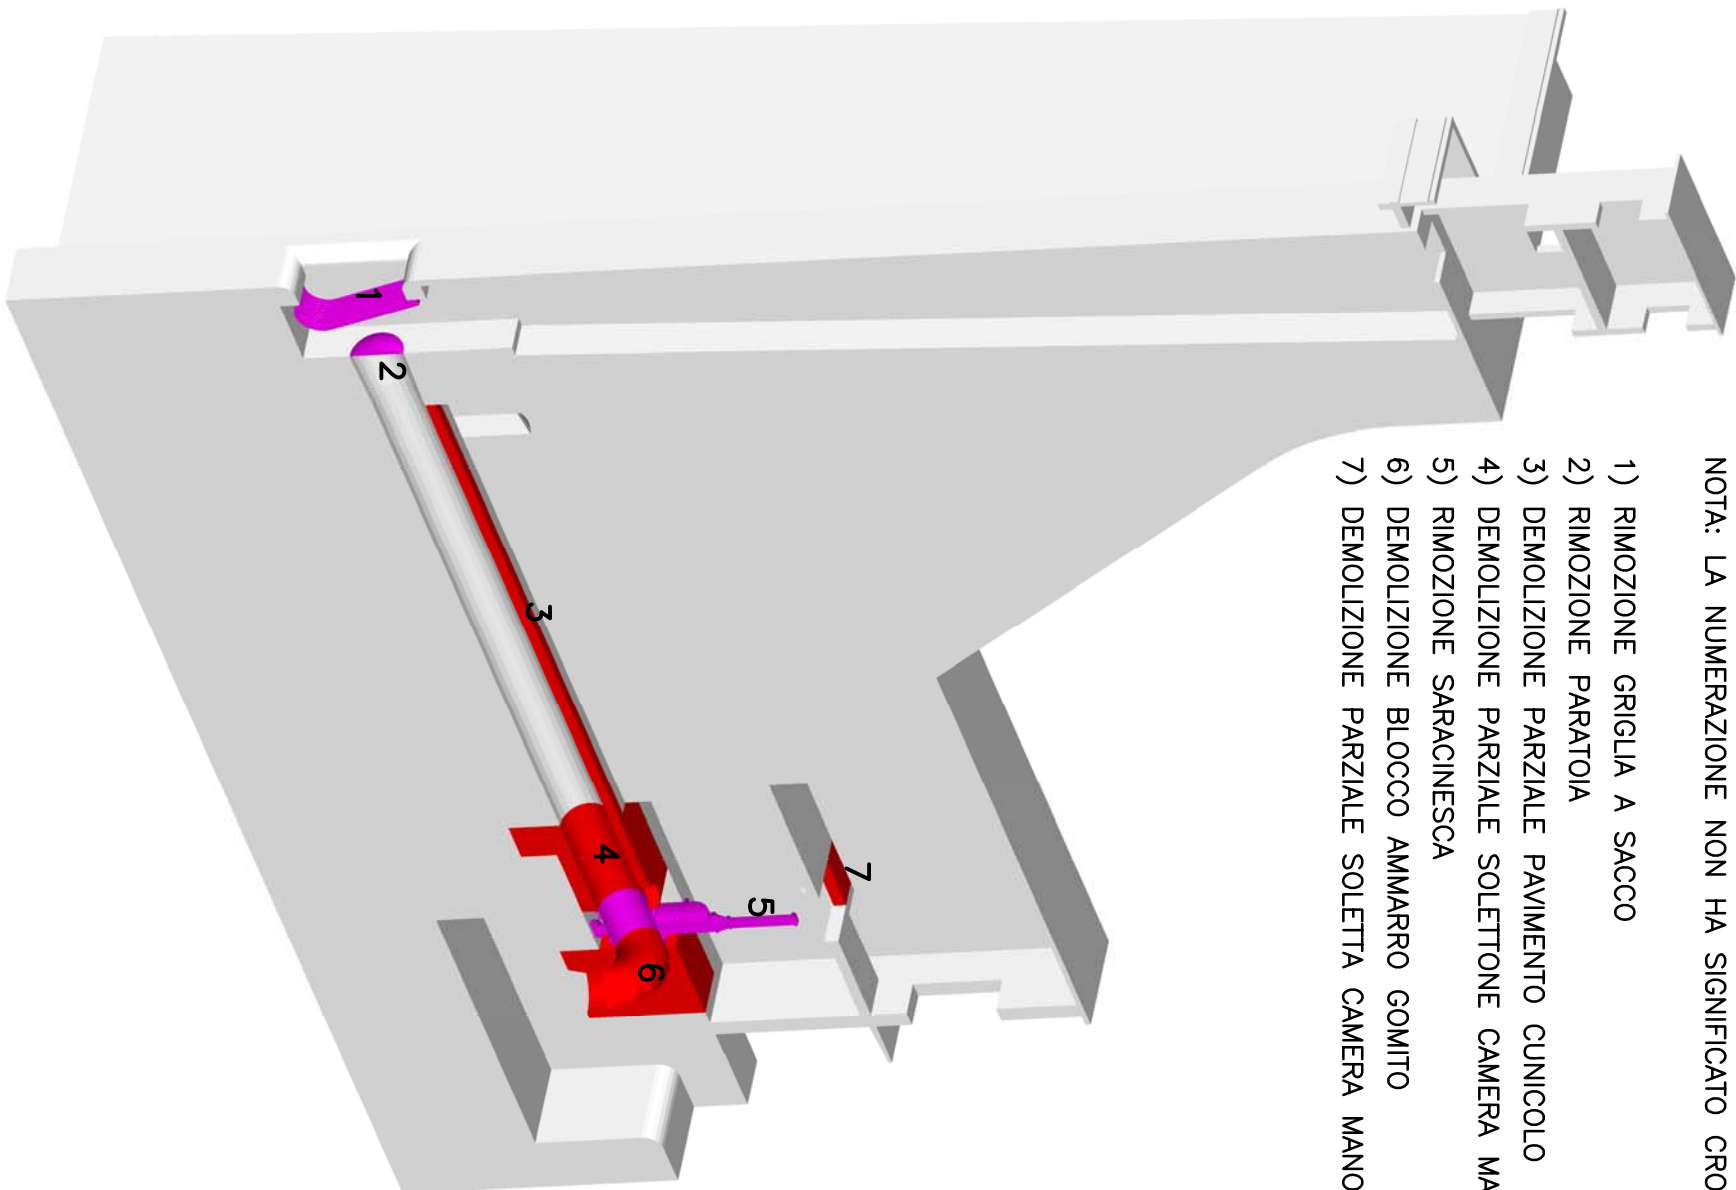 NOTA: LA NUMERAZIONE NON HA SIGNIFICATO CRO
1) RIMOZIONE GRIGLIA A SACCO
2) RIMOZIONE PARATOIA
3) DEMOLIZIONE PARZIALE PAVIMENTO CUNICOLO
4) DEMOLIZIONE PARZIALE SOLETTONE CAMERA MA
5) RIMOZIONE SARACINESCA
6) DEMOLIZIONE BLOCCO AMMARRO GOMITO
7) DEMOLIZIONE PARZIALE SOLETTA CAMERA MANO
1
2
3
4
5
6
7